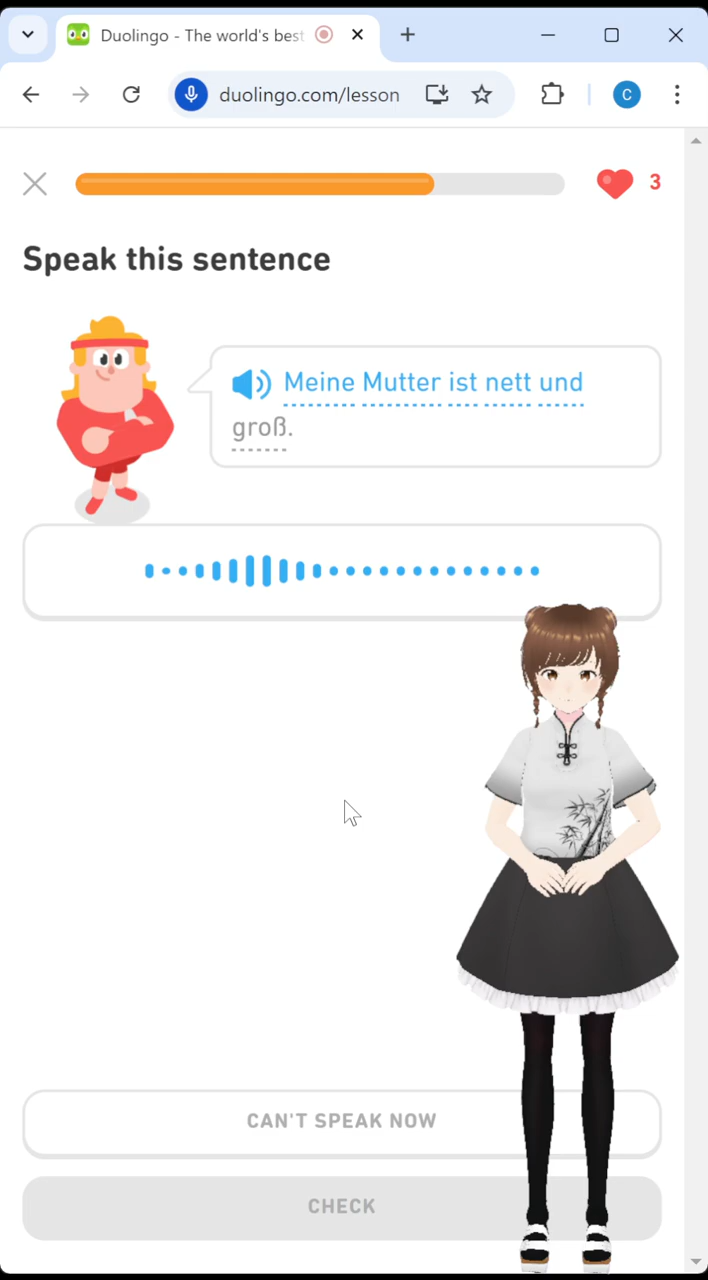 Duolingo - The world's best
duolingo.com/lesson
C
3
Speak this sentence
Meine Mutter ist nett und
groß.
CAN'T SPEAK NOW
CHECK